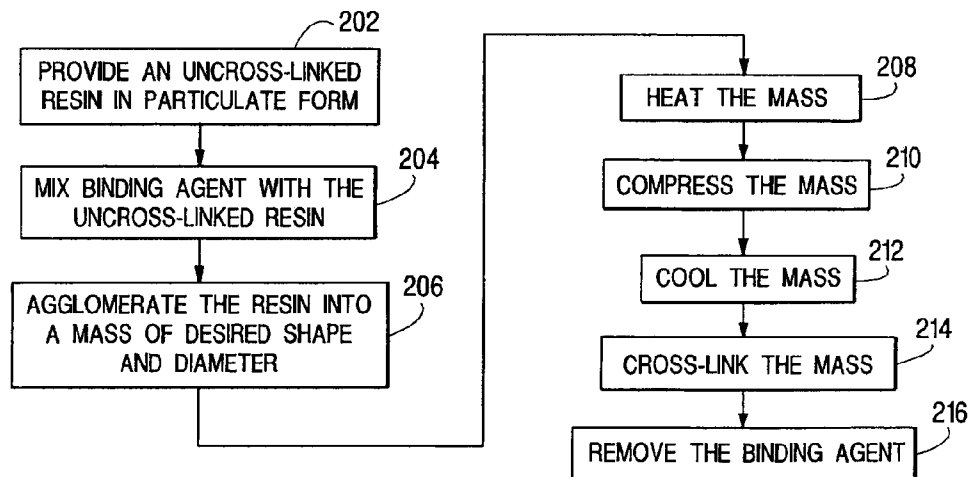 202
PROVIDE AN UNCROSS-LINKED
RESIN IN PARTICULATE FORM
204
MIX BINDING AGENT WITH THE
UNCROSS-LINKED RESIN
206
AGGLOMERATE THE RESIN INTO
A MASS OF DESIRED SHAPE
AND DIAMETER
208
HEAT THE MASS
210
COMPRESS THE MASS
212
COOL THE MASS
214
CROSS-LINK THE MASS
216
REMOVE THE BINDING AGENT